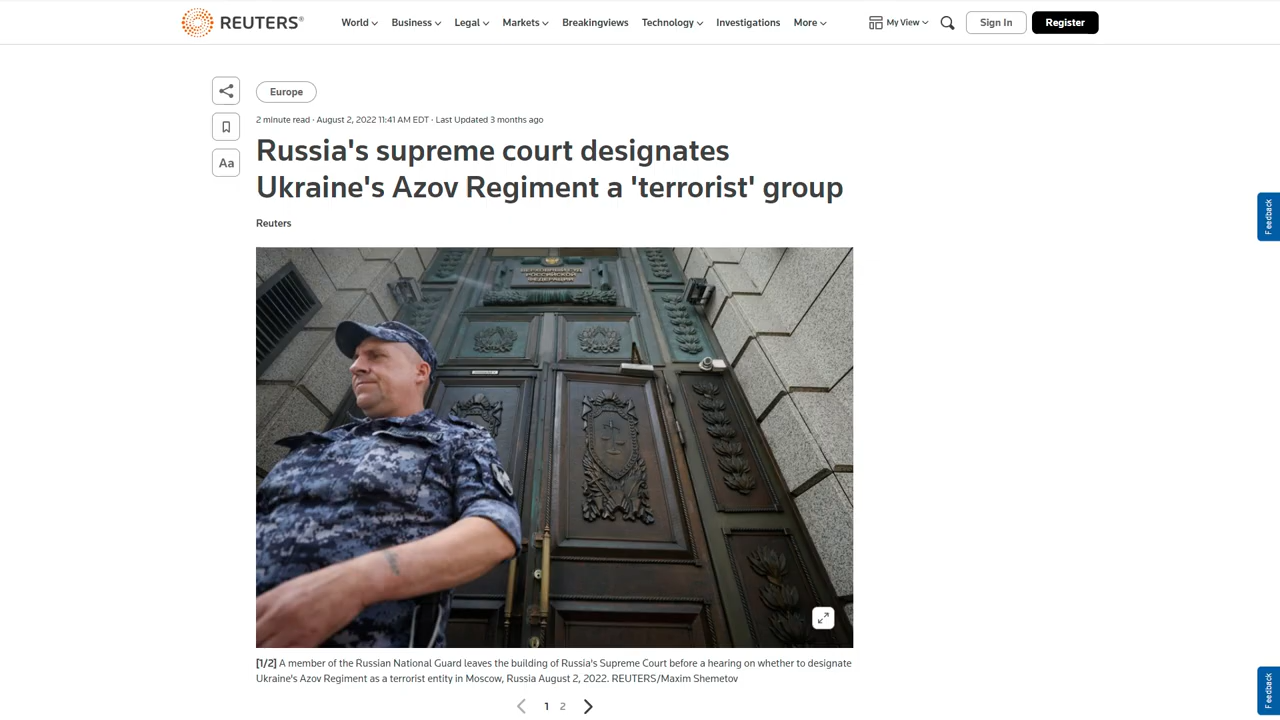 REUTERS®
World
Business
Legal
Markets
Breakingviews
Technology
Investigations
More
My View
Sign In
Register
Europe
2 minute read · August 2, 2022 11:41 AM EDT · Last Updated 3 months ago
Aa
Russia's supreme court designates
Ukraine's Azov Regiment a 'terrorist' group
Reuters
Feedback
ВЕРХОВНЫЙ СУД
РОССИЙСКОЙ
ФЕДЕРАЦИИ
[1/2] A member of the Russian National Guard leaves the building of Russia's Supreme Court before a hearing on whether to designate
Ukraine's Azov Regiment as a terrorist entity in Moscow, Russia August 2, 2022. REUTERS/Maxim Shemetov
1 2
Feedback